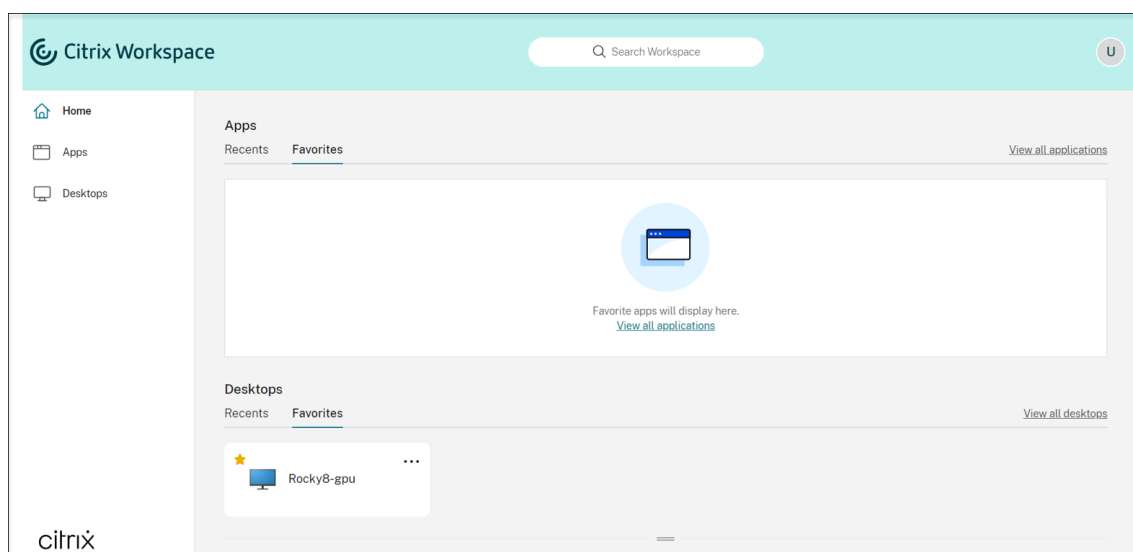 Citrix Workspace
Search Workspace
U
Home
Apps
Desktops
Apps
Recents Favorites View all applications
Favorite apps will display here.
View all applications
Desktops
Recents Favorites View all desktops
Rocky8-gpu
citrix